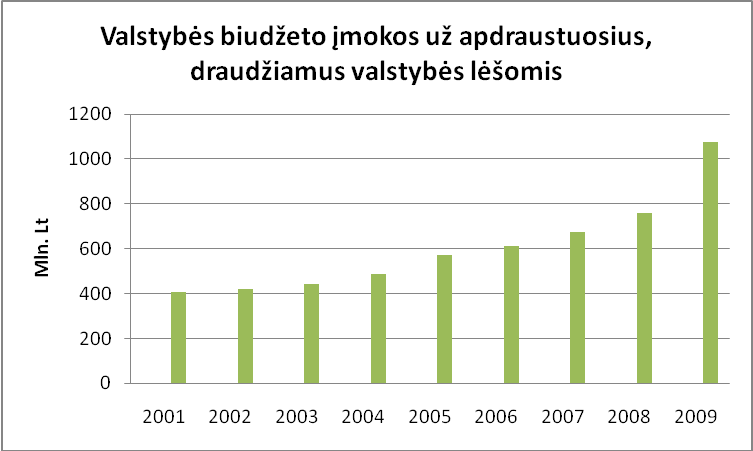 Valstybės biudžeto įmokos už apdraustuosius,
draudžiamus valstybės lėšomis
1200
1000
800
600
400
200
0
Mln. Lt
2001 2002 2003 2004 2005 2006 2007 2008 2009